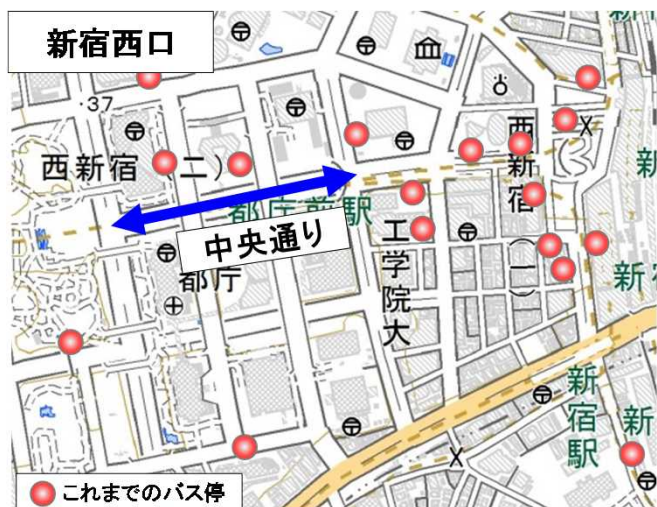 新宿西口
・37
西新宿(二)
西新宿(一)
都庁前駅
中央通り
都庁
工学院大
新宿駅
新
新
新宿
新
これまでのバス停